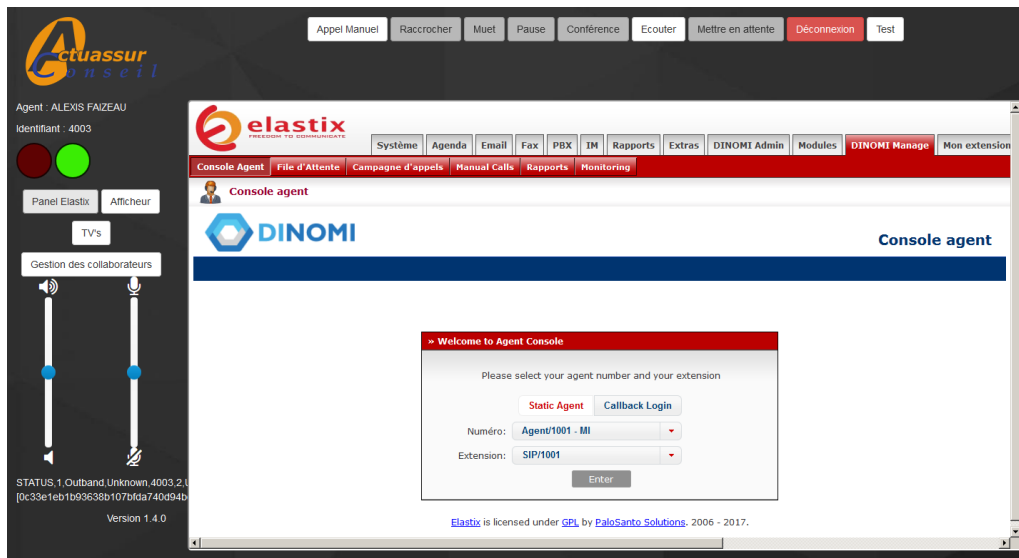 Appel Manuel Raccrocher Muet Pause Conférence Ecouter Mettre en attente Déconnexion Test
Actuassur
Conseil
Agent : ALEXIS FAIZEAU
Identifiant : 4003
Panel Elastix Afficheur
TV's
Gestion des collaborateurs
STATUS,1,Outband,Unknown,4003,2,
[0c33e1eb1b93638b107bfda740d94b
Version 1.4.0
elastix
FREEDOM TO COMMUNICATE
Système Agenda Email Fax PBX IM Rapports Extras DINOMI Admin Modules DINOMI Manage Mon extension
Console Agent File d'Attente Campagne d'appels Manual Calls Rapports Monitoring
Console agent
DINOMI
Console agent
» Welcome to Agent Console
Please select your agent number and your extension
Static Agent Callback Login
Numéro: Agent/1001 - MI
Extension: SIP/1001
Enter
Elastix is licensed under GPL by PaloSanto Solutions. 2006 - 2017.